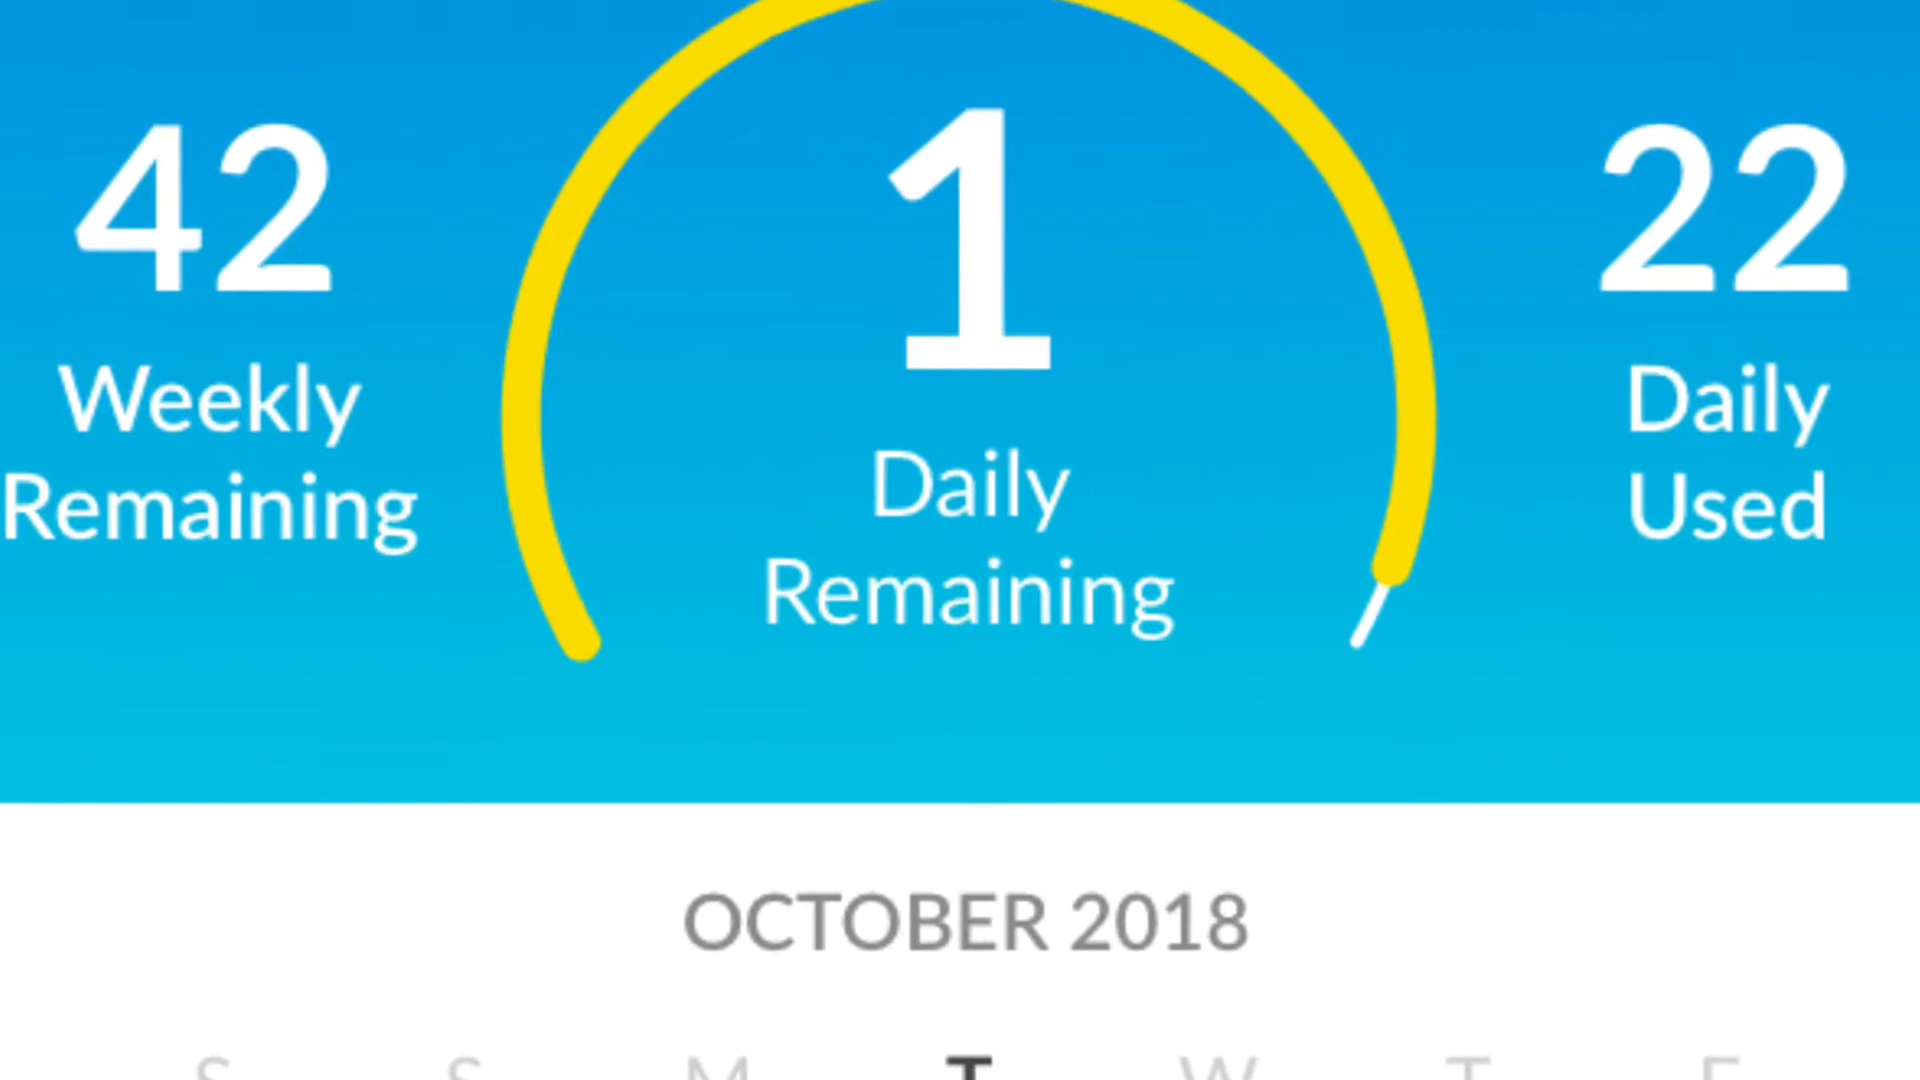 42
Weekly
Remaining
1
Daily
Remaining
22
Daily
Used
OCTOBER 2018
S S M T W T F